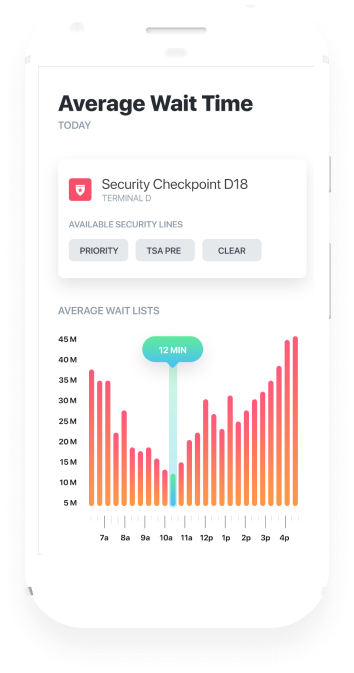 Average Wait Time
TODAY
Security Checkpoint D18
TERMINAL D
AVAILABLE SECURITY LINES
PRIORITY TSA PRE CLEAR
AVERAGE WAIT LISTS
45 M
12 MIN
40 M
35 M
30 M
25 M
20 M
15 M
10 M
5 M
7a 8a 9a 10a 11a 12p 1p 2p 3p 4p